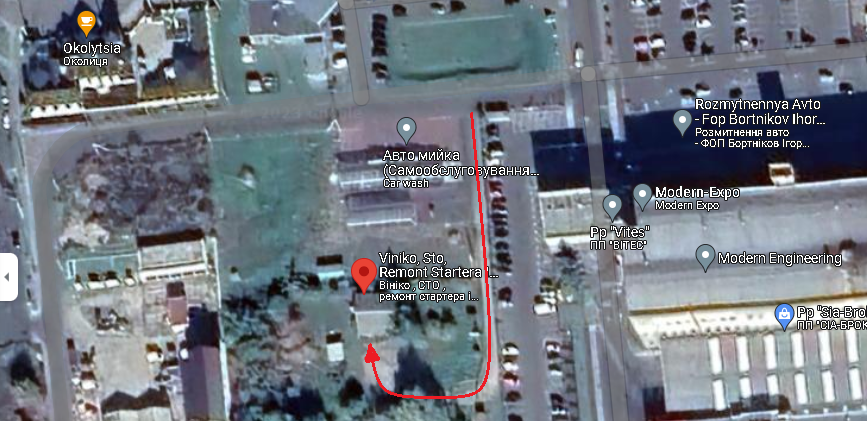 Okolytsia
Околиця
Rozmytnennya Avto
- Fop Bortnikov Ihor...
Розмитнення авто
- ФОП Бортніков Ігор...
Авто мийка
(Самообслуговування...
Car wash
Modern-Expo
Modern Expo
Pp "Vites"
ПП "ВІТЕС"
Viniko, Sto,
Remont Startera i...
Вініко , СТО ,
ремонт стартера і...
Modern Engineering
Pp "Sia-Brok
ПП "СІА-БРОК